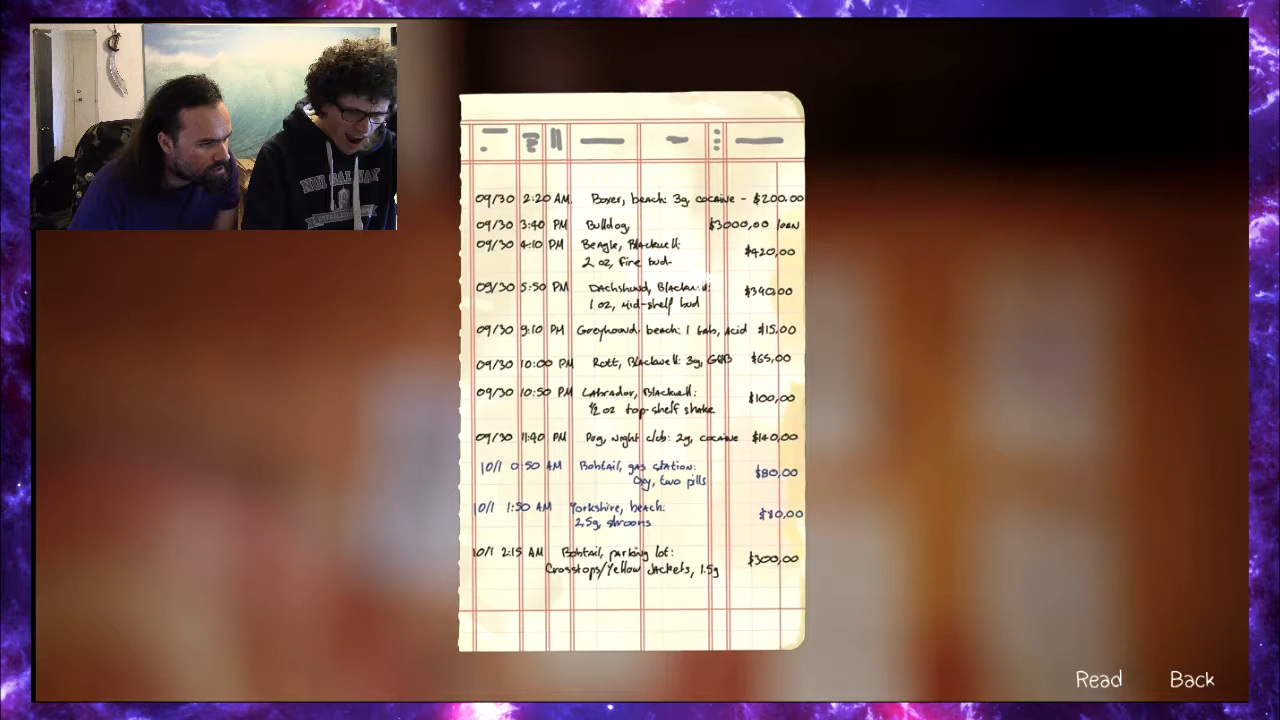 NUI GALWAY
09/30 2:20 AM. Boxer, beach: 3g, cocaine - $200.00
09/30 3:40 PM Bulldog, $3000,00 loan
09/30 4:10 PM Beagle, Blackwell: $420,00
2 oz, fire bud-
09/30 5:50 PM Dachshund, Blackwell: $340,00
1 oz, mid-shelf bud
09/30 9:10 PM Greyhound, beach: 1 tab, acid $15.00
09/30 10:00 PM Rott, Blackwell: 3g, GHB $65,00
09/30 10:50 PM Labrador, Blackwell: $100,00
1/2 oz top-shelf shake
09/30 11:40 PM Pug, night club: 2g, cocaine $140,00
10/1 0:50 AM Bobtail, gas station: $80,00
Oxy, two pills
10/1 1:50 AM Yorkshire, beach:
2,5g, shrooms
10/1 2:15 AM Bobtail, parking lot: $300,00
Crosstops/Yellow Jackets, 1.5g
Read Back